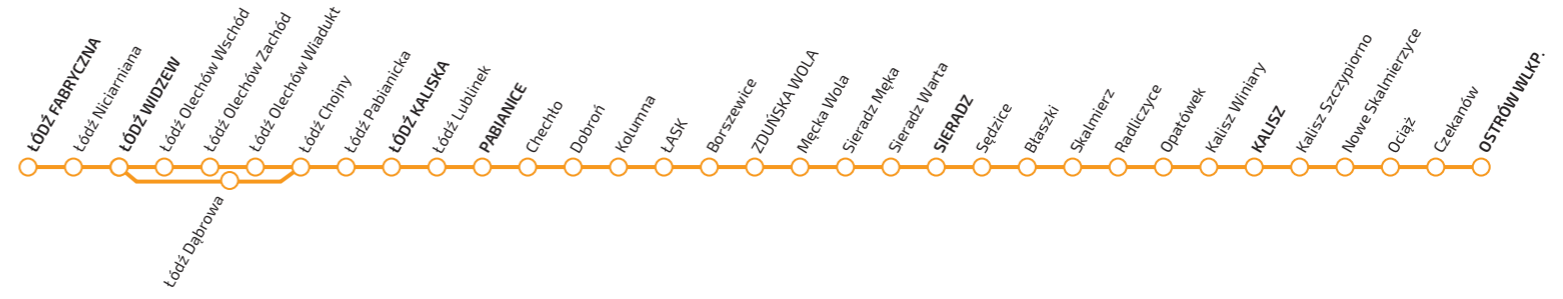 ŁÓDŹ FABRYCZNA
Łódź Niciarniana
ŁÓDŹ WIDZEW
Łódź Olechów Wschód
Łódź Olechów Zachód
Łódź Olechów Wiadukt
Łódź Chojny
Łódź Pabianicka
ŁÓDŹ KALISKA
Łódź Lublinek
PABIANICE
Chechło
Dobroń
Kolumna
ŁASK
Borszewice
ZDUŃSKA WOLA
Męcka Wola
Sieradz Męka
Sieradz Warta
SIERADZ
Sędzice
Błaszki
Skalmierz
Radliczyce
Opatówek
Kalisz Winiary
KALISZ
Kalisz Szczypiorno
Nowe Skalmierzyce
Ociąż
Czekanów
OSTRÓW WLKP.
Łódź Dąbrowa